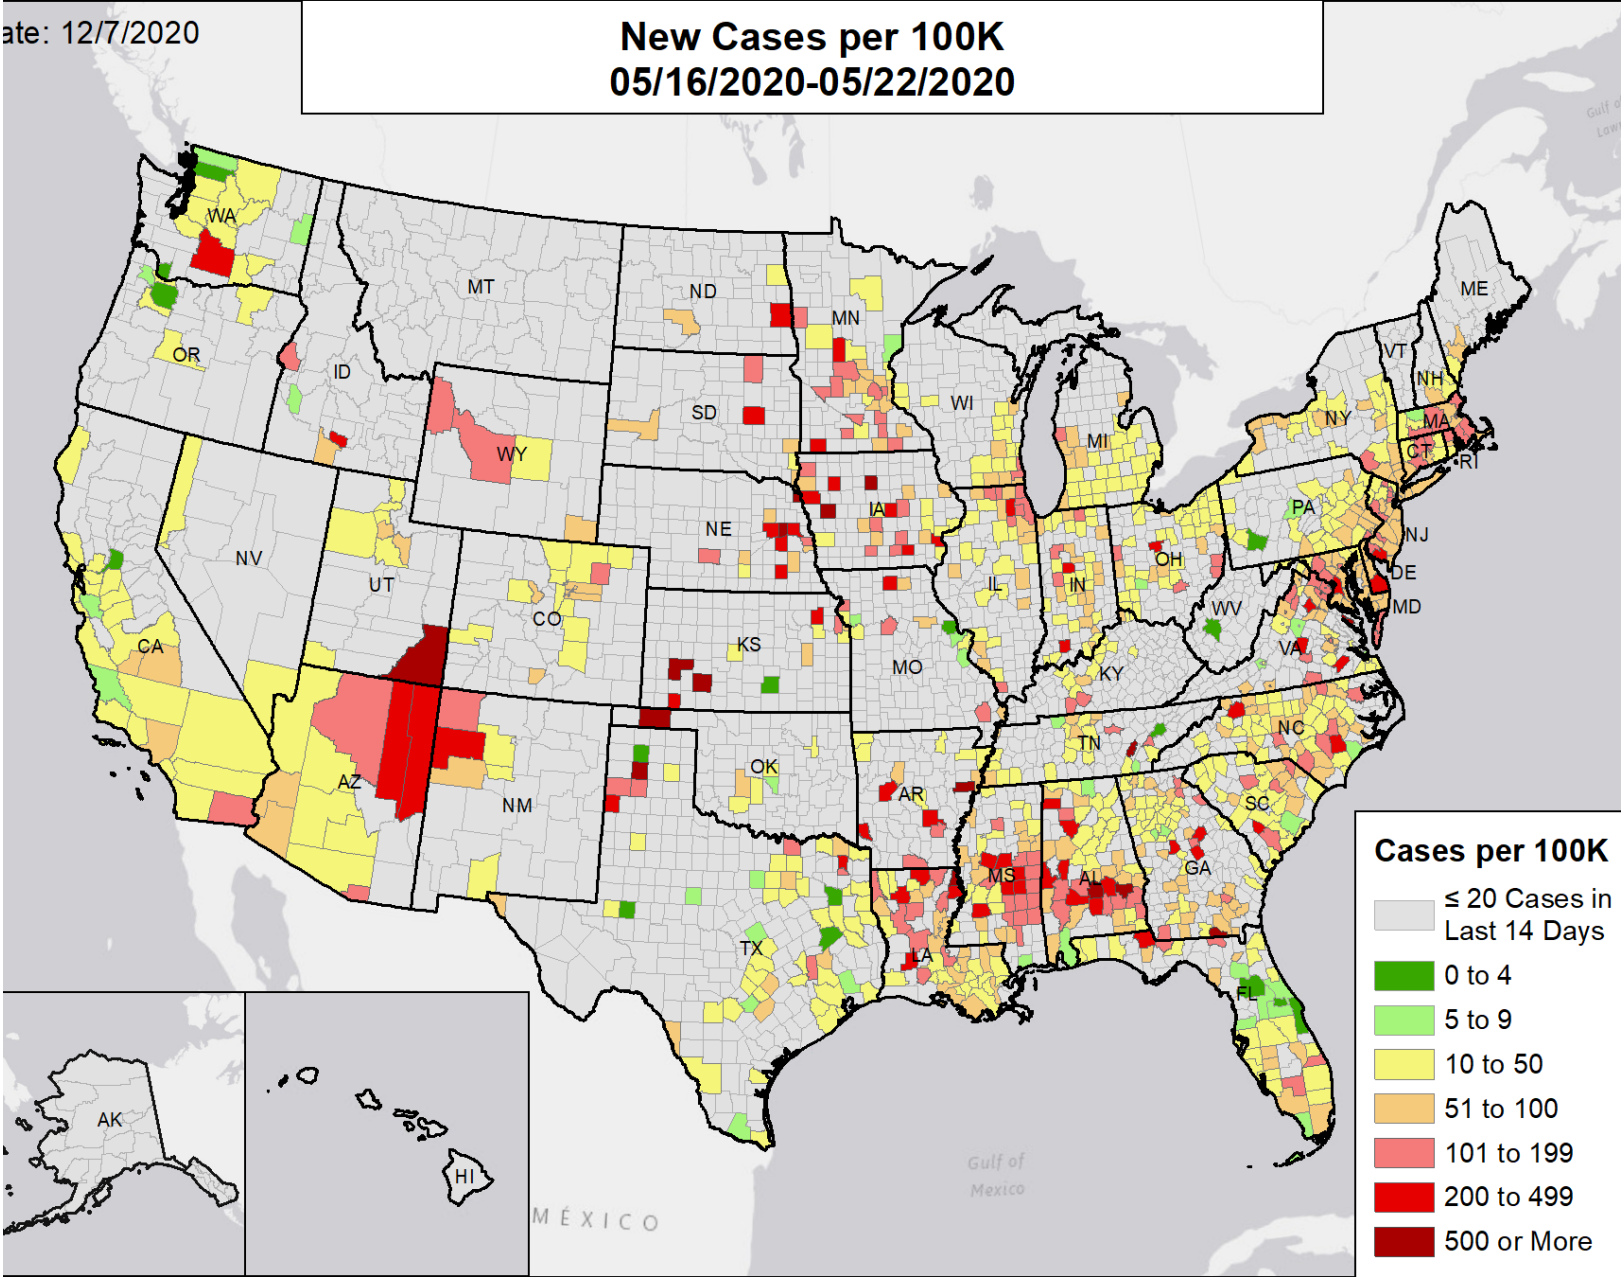 ate: 12/7/2020
New Cases per 100K
05/16/2020-05/22/2020
Gulf of
Law
WA
MT
ND
MN
ME
OR
ID
SD
WI
MI
VT
NH
NY
MA
CT
RI
WY
NE
IA
PA
NJ
NV
UT
CO
IL
IN
OH
DE
MD
WV
CA
KS
MO
KY
VA
AZ
NM
OK
AR
TN
NC
SC
MS
AL
GA
TX
LA
FL
AK
HI
Gulf of
Mexico
MÉXICO
Cases per 100K
≤ 20 Cases in
Last 14 Days
0 to 4
5 to 9
10 to 50
51 to 100
101 to 199
200 to 499
500 or More